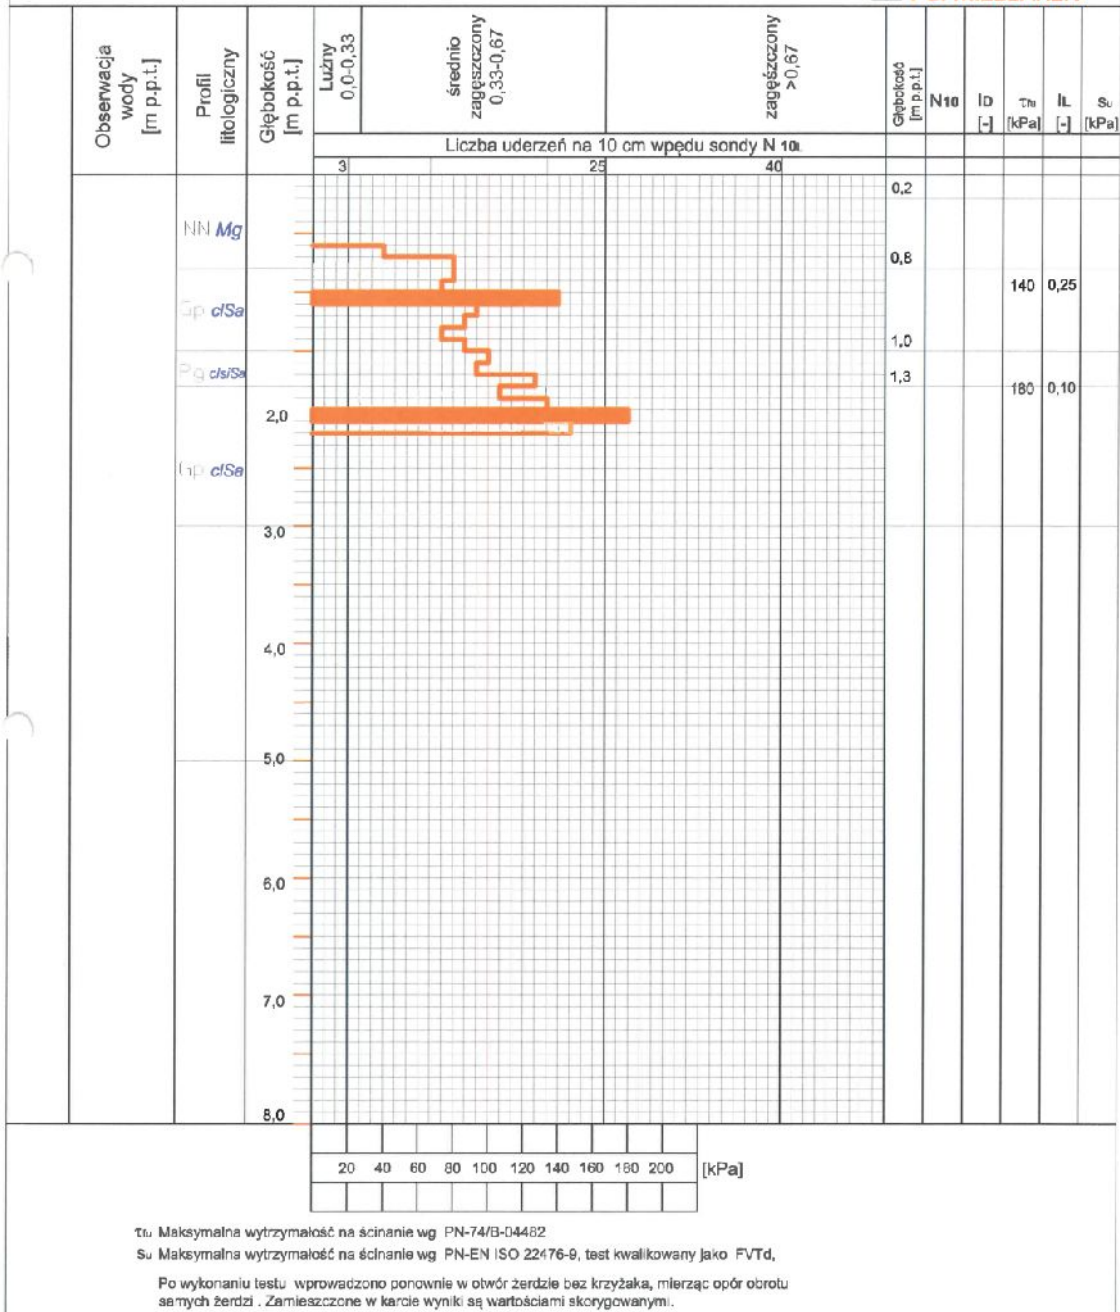 Obserwacja
wody
[m p.p.t.]
Profil
litologiczny
Głębokość
[m p.p.t.]
Luźny
0,0-0,33
średnio
zagęszczony
0,33-0,67
zagęszczony
>0,67
Głębokość
[m p.p.t.]
N10
ID
[-]
τfu
[kPa]
IL
[-]
Su
[kPa]
Liczba uderzeń na 10 cm wpędu sondy N 10L
3 25 40
0,2
NN Mg
0,8
140 0,25
Gp clSa
1,0
Pg clsiSa
1,3
180 0,10
2,0
Gp clSa
3,0
4,0
5,0
6,0
7,0
8,0
20 40 60 80 100 120 140 160 180 200 [kPa]
τfu Maksymalna wytrzymałość na ścinanie wg PN-74/B-04482
Su Maksymalna wytrzymałość na ścinanie wg PN-EN ISO 22476-9, test kwalikowany jako FVTd,
Po wykonaniu testu wprowadzono ponownie w otwór żerdzie bez krzyżaka, mierząc opór obrotu
samych żerdzi . Zamieszczone w karcie wyniki są wartościami skorygowanymi.